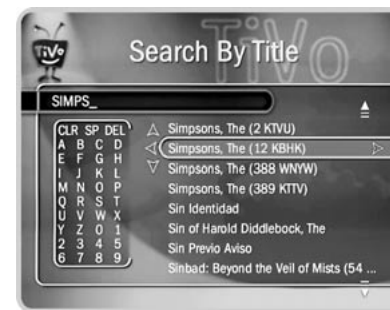 TiVo
TiVo
Search By Title
SIMPS_
CLR SP DEL
A B C D
E F G H
I J K L
M N O P
Q R S T
U V W X
Y Z 0 1
2 3 4 5
6 7 8 9
Simpsons, The (2 KTVU)
Simpsons, The (12 KBHK)
Simpsons, The (388 WNYW)
Simpsons, The (389 KTTV)
Sin Identidad
Sin of Harold Diddlebock, The
Sin Previo Aviso
Sinbad: Beyond the Veil of Mists (54 ...